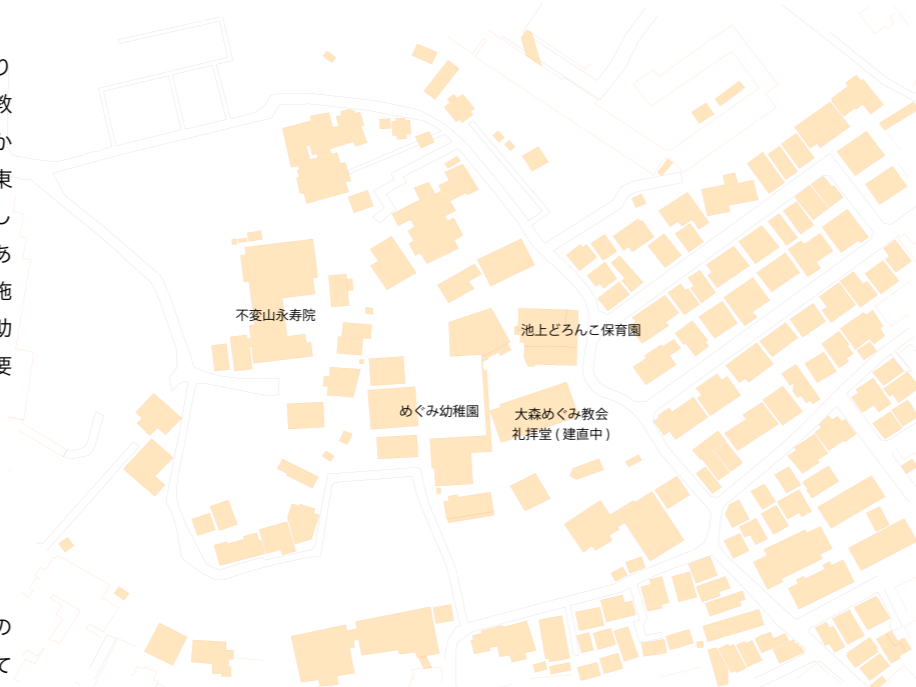 り
教
か
東
し
あ
施
助
要
の
て
不変山永寿院
池上どろんこ保育園
めぐみ幼稚園
大森めぐみ教会
礼拝堂 ( 建直中 )